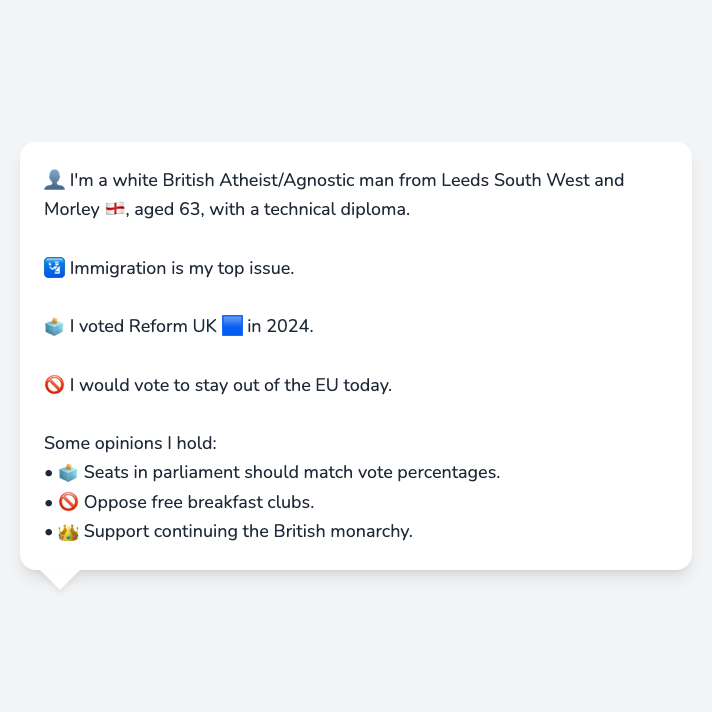 👤 I'm a white British Atheist/Agnostic man from Leeds South West and
Morley 🏴󠁧󠁢󠁥󠁮󠁧󠁿, aged 63, with a technical diploma.
🛂 Immigration is my top issue.
🗳️ I voted Reform UK 🟦 in 2024.
🚫 I would vote to stay out of the EU today.
Some opinions I hold:
• 🗳️ Seats in parliament should match vote percentages.
• 🚫 Oppose free breakfast clubs.
• 👑 Support continuing the British monarchy.